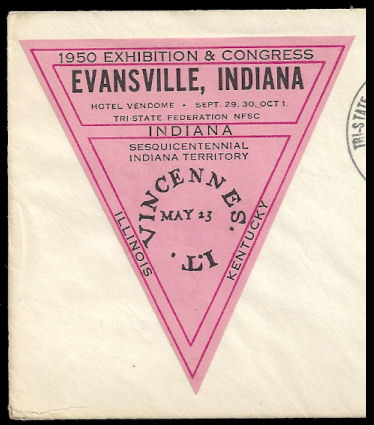 1950 EXHIBITION & CONGRESS
EVANSVILLE, INDIANA
HOTEL VENDOME - SEPT. 29, 30, OCT 1.
TRI-STATE FEDERATION NFSC
INDIANA
SESQUICENTENNIAL
INDIANA TERRITORY
VINCENNES. I.T.
MAY 23
ILLINOIS
KENTUCKY
TRI-STATE